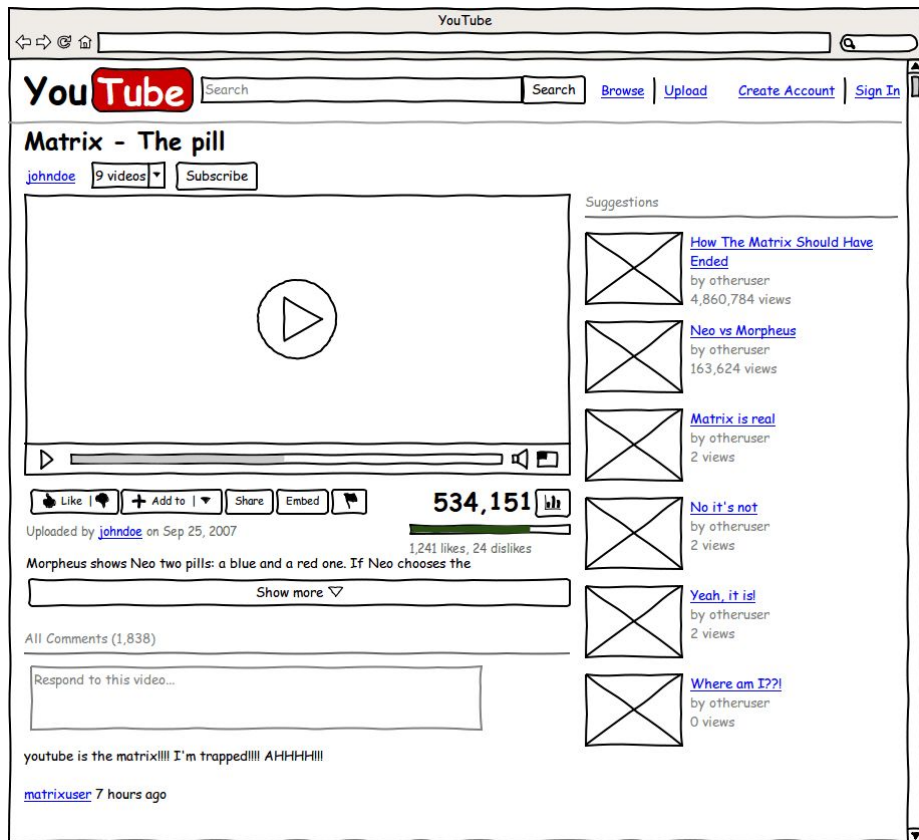 YouTube
YouTube
Search
Search
Browse
Upload
Create Account
Sign In
Matrix - The pill
johndoe
9 videos
Subscribe
Like
Add to
Share
Embed
534,151
Uploaded by johndoe on Sep 25, 2007
1,241 likes, 24 dislikes
Morpheus shows Neo two pills: a blue and a red one. If Neo chooses the
Show more
All Comments (1,838)
Respond to this video...
youtube is the matrix!!!! I'm trapped!!!! AHHHH!!!
matrixuser 7 hours ago
Suggestions
How The Matrix Should Have
Ended
by otheruser
4,860,784 views
Neo vs Morpheus
by otheruser
163,624 views
Matrix is real
by otheruser
2 views
No it's not
by otheruser
2 views
Yeah, it is!
by otheruser
2 views
Where am I??!
by otheruser
0 views